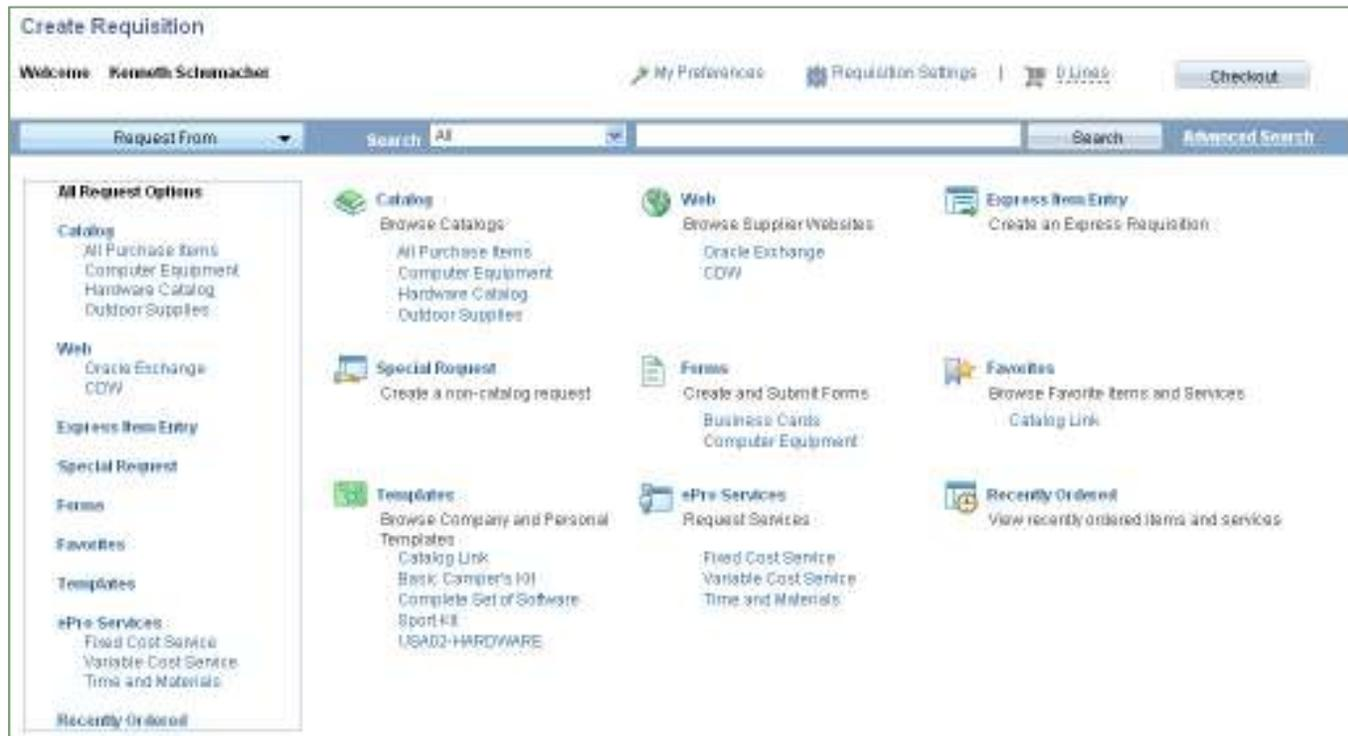 Create Requisition
Welcome Kenneth Schumacher
My Preferences Requisition Settings | 0 Lines Checkout
Request From Search All Search Advanced Search
All Request Options
Catalog
All Purchase Items
Computer Equipment
Hardware Catalog
Outdoor Supplies
Web
Oracle Exchange
CDW
Express Item Entry
Special Request
Forms
Favorites
Templates
ePro Services
Fixed Cost Service
Variable Cost Service
Time and Materials
Recently Ordered
Catalog
Browse Catalogs
All Purchase Items
Computer Equipment
Hardware Catalog
Outdoor Supplies
Web
Browse Supplier Websites
Oracle Exchange
CDW
Express Item Entry
Create an Express Requisition
Special Request
Create a non-catalog request
Forms
Create and Submit Forms
Business Cards
Computer Equipment
Favorites
Browse Favorite Items and Services
Catalog Link
Templates
Browse Company and Personal
Templates
Catalog Link
Basic Camper's Kit
Complete Set of Software
Sport Kit
USA02-HARDWARE
ePro Services
Request Services
Fixed Cost Service
Variable Cost Service
Time and Materials
Recently Ordered
View recently ordered items and services